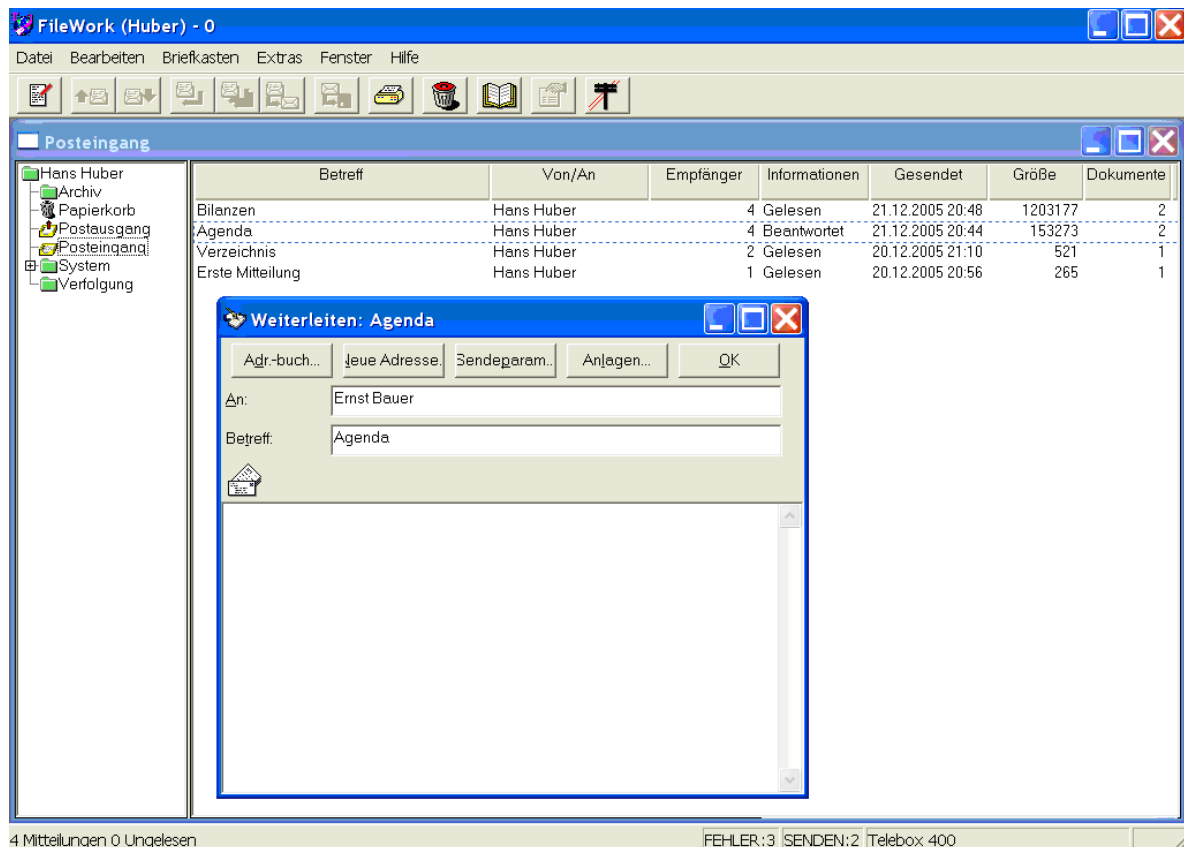 FileWork (Huber) - 0
Datei Bearbeiten Briefkasten Extras Fenster Hilfe
Posteingang
Hans Huber
Archiv
Papierkorb
Postausgang
Posteingang
System
Verfolgung
Betreff Von/An Empfänger Informationen Gesendet Größe Dokumente
Bilanzen Hans Huber 4 Gelesen 21.12.2005 20:48 1203177 2
Agenda Hans Huber 4 Beantwortet 21.12.2005 20:44 153273 2
Verzeichnis Hans Huber 2 Gelesen 20.12.2005 21:10 521 1
Erste Mitteilung Hans Huber 1 Gelesen 20.12.2005 20:56 265 1
Weiterleiten: Agenda
Adr.-buch... Neue Adresse. Sendeparam.. Anlagen... OK
An: Ernst Bauer
Betreff: Agenda
4 Mitteilungen 0 Ungelesen FEHLER:3 SENDEN:2 Telebox 400